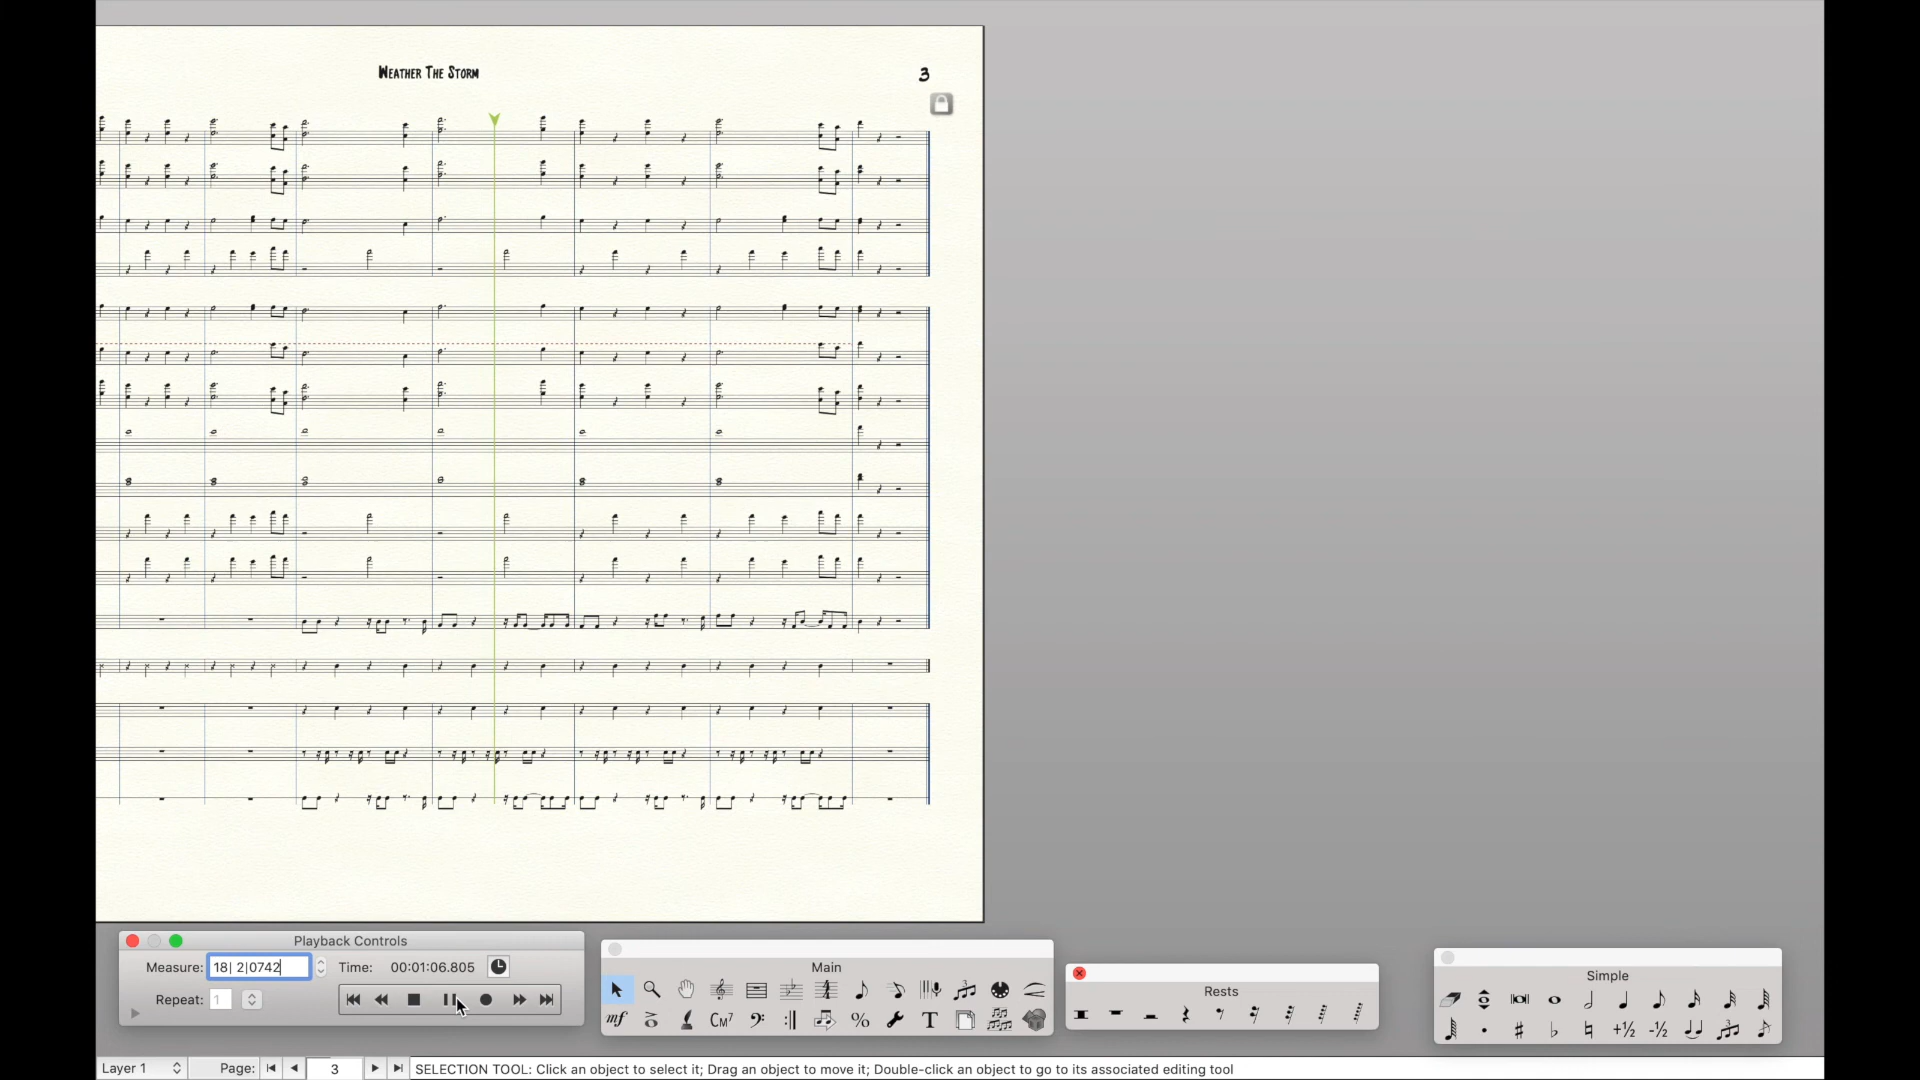 WEATHER THE STORM
3
Playback Controls
Measure: 18| 2|0742
Time: 00:01:06.805
Repeat: 1
Main
mf
CM7
%
T
Rests
Simple
+½ -½
Layer 1
Page: 3
SELECTION TOOL: Click an object to select it; Drag an object to move it; Double-click an object to go to its associated editing tool